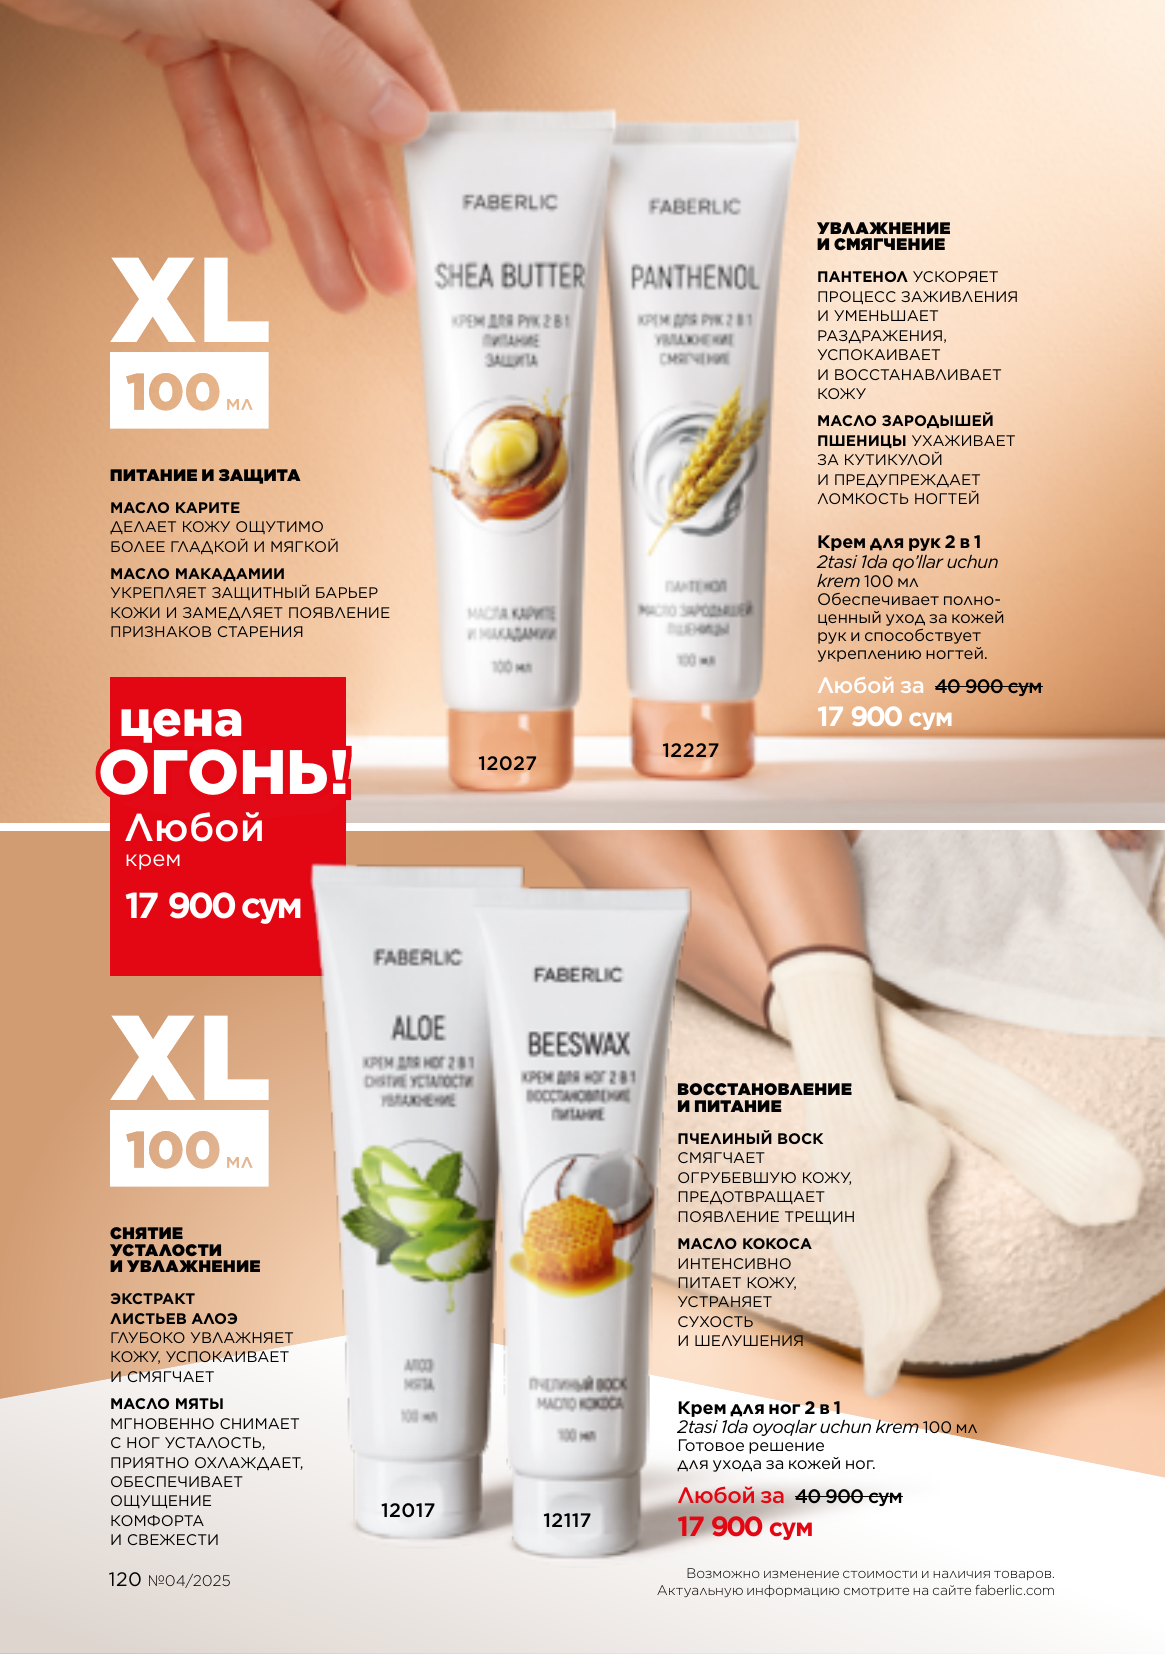 FABERLIC
SHEA BUTTER
КРЕМ ДЛЯ РУК 2 В 1
ПИТАНИЕ
ЗАЩИТА
МАСЛА КАРИТЕ
И МАКАДАМИИ
100 мл
12027
FABERLIC
PANTHENOL
КРЕМ ДЛЯ РУК 2 В 1
УВЛАЖНЕНИЕ
СМЯГЧЕНИЕ
ПАНТЕНОЛ
МАСЛО ЗАРОДЫШЕЙ
ПШЕНИЦЫ
100 мл
12227
XL
100 МЛ
ПИТАНИЕ И ЗАЩИТА
МАСЛО КАРИТЕ
ДЕЛАЕТ КОЖУ ОЩУТИМО
БОЛЕЕ ГЛАДКОЙ И МЯГКОЙ
МАСЛО МАКАДАМИИ
УКРЕПЛЯЕТ ЗАЩИТНЫЙ БАРЬЕР
КОЖИ И ЗАМЕДЛЯЕТ ПОЯВЛЕНИЕ
ПРИЗНАКОВ СТАРЕНИЯ
УВЛАЖНЕНИЕ
И СМЯГЧЕНИЕ
ПАНТЕНОЛ УСКОРЯЕТ
ПРОЦЕСС ЗАЖИВЛЕНИЯ
И УМЕНЬШАЕТ
РАЗДРАЖЕНИЯ,
УСПОКАИВАЕТ
И ВОССТАНАВЛИВАЕТ
КОЖУ
МАСЛО ЗАРОДЫШЕЙ
ПШЕНИЦЫ УХАЖИВАЕТ
ЗА КУТИКУЛОЙ
И ПРЕДУПРЕЖДАЕТ
ЛОМКОСТЬ НОГТЕЙ
Крем для рук 2 в 1
2tasi 1da qo'llar uchun
krem 100 мл
Обеспечивает полно-
ценный уход за кожей
рук и способствует
укреплению ногтей.
Любой за 40 900 сум
17 900 сум
цена
ОГОНЬ!
Любой
крем
17 900 сум
FABERLIC
ALOE
КРЕМ ДЛЯ НОГ 2 В 1
СНЯТИЕ УСТАЛОСТИ
УВЛАЖНЕНИЕ
АЛОЭ
МЯТА
100 мл
12017
FABERLIC
BEESWAX
КРЕМ ДЛЯ НОГ 2 В 1
ВОССТАНОВЛЕНИЕ
ПИТАНИЕ
ПЧЕЛИНЫЙ ВОСК
МАСЛО КОКОСА
100 мл
12117
XL
100 МЛ
СНЯТИЕ
УСТАЛОСТИ
И УВЛАЖНЕНИЕ
ЭКСТРАКТ
ЛИСТЬЕВ АЛОЭ
ГЛУБОКО УВЛАЖНЯЕТ
КОЖУ, УСПОКАИВАЕТ
И СМЯГЧАЕТ
МАСЛО МЯТЫ
МГНОВЕННО СНИМАЕТ
С НОГ УСТАЛОСТЬ,
ПРИЯТНО ОХЛАЖДАЕТ,
ОБЕСПЕЧИВАЕТ
ОЩУЩЕНИЕ
КОМФОРТА
И СВЕЖЕСТИ
ВОССТАНОВЛЕНИЕ
И ПИТАНИЕ
ПЧЕЛИНЫЙ ВОСК
СМЯГЧАЕТ
ОГРУБЕВШУЮ КОЖУ,
ПРЕДОТВРАЩАЕТ
ПОЯВЛЕНИЕ ТРЕЩИН
МАСЛО КОКОСА
ИНТЕНСИВНО
ПИТАЕТ КОЖУ,
УСТРАНЯЕТ
СУХОСТЬ
И ШЕЛУШЕНИЯ
Крем для ног 2 в 1
2tasi 1da oyoqlar uchun krem 100 мл
Готовое решение
для ухода за кожей ног.
Любой за 40 900 сум
17 900 сум
120 №04/2025
Возможно изменение стоимости и наличия товаров.
Актуальную информацию смотрите на сайте faberlic.com